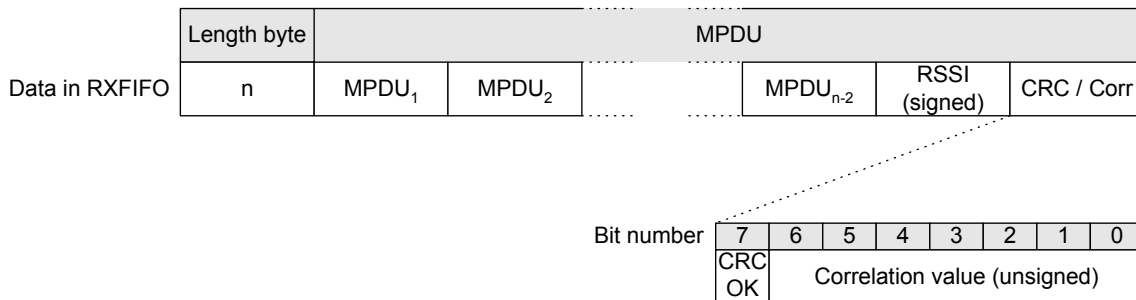 Length byte MPDU
Data in RXFIFO n MPDU₁ MPDU₂ MPDUₙ₋₂ RSSI (signed) CRC / Corr
Bit number 7 6 5 4 3 2 1 0
CRC OK Correlation value (unsigned)